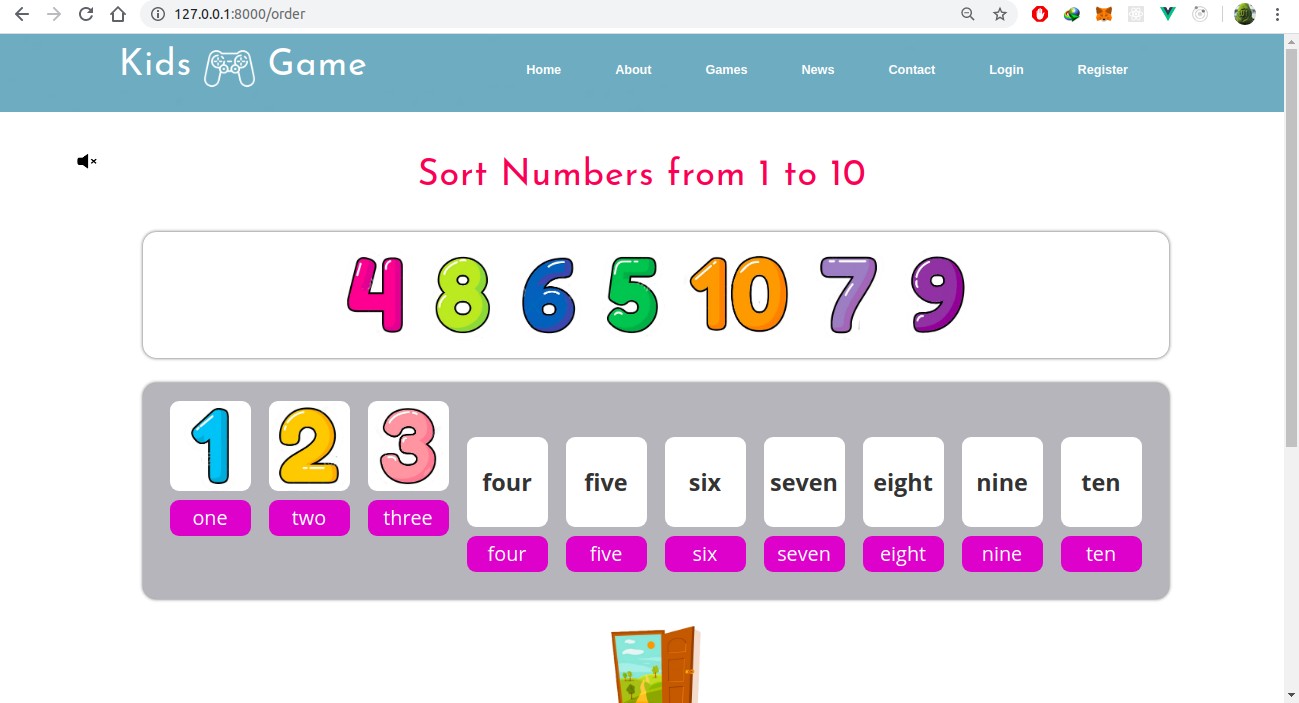 127.0.0.1:8000/order
Kids Game
Home About Games News Contact Login Register
Sort Numbers from 1 to 10
4 8 6 5 10 7 9
1 2 3
four five six seven eight nine ten
one two three
four five six seven eight nine ten